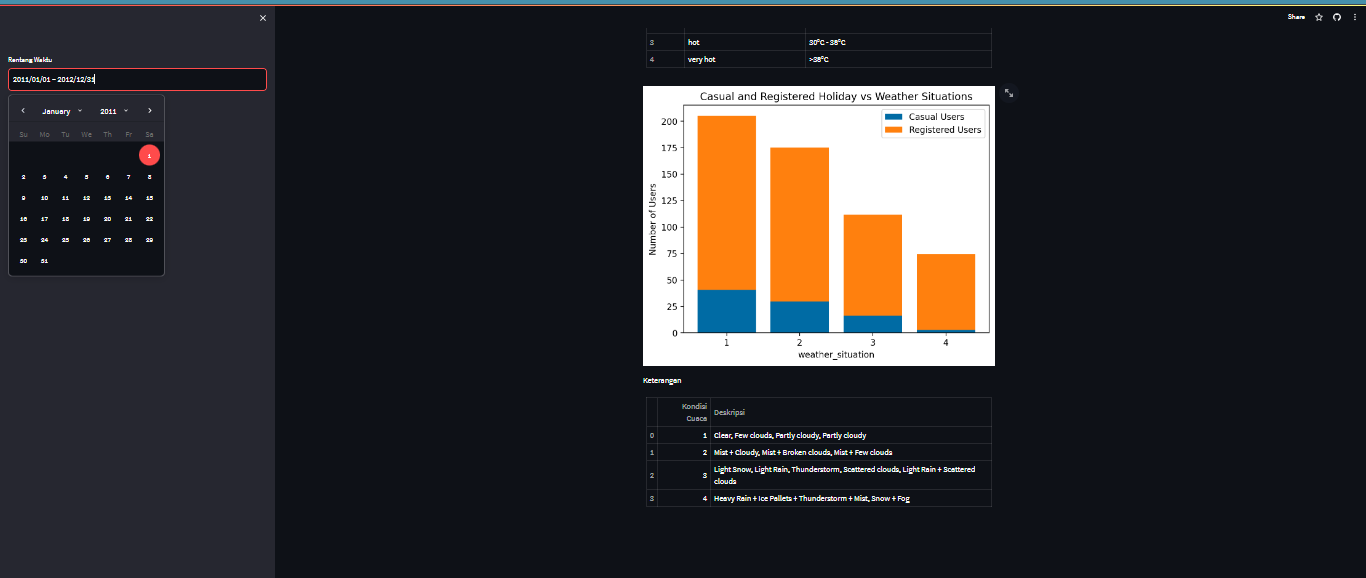 Share
Rentang Waktu
2011/01/01 – 2012/12/31
January 2011
Su Mo Tu We Th Fr Sa
1
2 3 4 5 6 7 8
9 10 11 12 13 14 15
16 17 18 19 20 21 22
23 24 25 26 27 28 29
30 31
3 hot 30°C - 38°C
4 very hot >38°C
Casual and Registered Holiday vs Weather Situations
Casual Users
Registered Users
Number of Users
200
175
150
125
100
75
50
25
0
1 2 3 4
weather_situation
Keterangan
Kondisi
Cuaca
Deskripsi
0 1 Clear, Few clouds, Partly cloudy, Partly cloudy
1 2 Mist + Cloudy, Mist + Broken clouds, Mist + Few clouds
2 3 Light Snow, Light Rain, Thunderstorm, Scattered clouds, Light Rain + Scattered
clouds
3 4 Heavy Rain + Ice Pallets + Thunderstorm + Mist, Snow + Fog